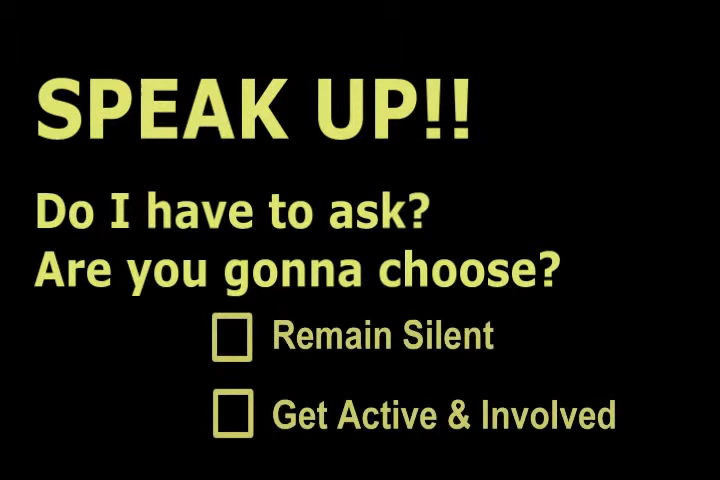 SPEAK UP!!
Do I have to ask?
Are you gonna choose?
Remain Silent
Get Active & Involved